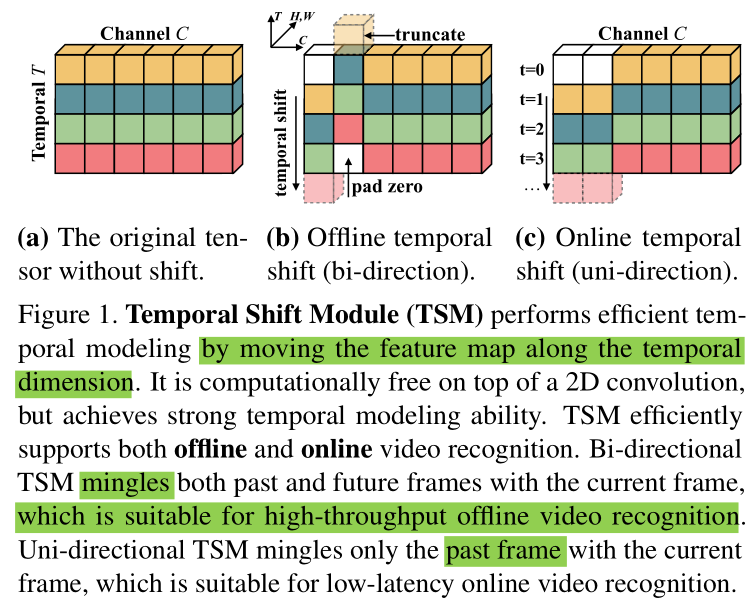 Channel C
Temporal T
T
H,W
C
truncate
temporal shift
pad zero
Channel C
t=0
t=1
t=2
t=3
...
(a) The original ten-
sor without shift.
(b) Offline temporal
shift (bi-direction).
(c) Online temporal
shift (uni-direction).
Figure 1. Temporal Shift Module (TSM) performs efficient tem-
poral modeling by moving the feature map along the temporal
dimension. It is computationally free on top of a 2D convolution,
but achieves strong temporal modeling ability. TSM efficiently
supports both offline and online video recognition. Bi-directional
TSM mingles both past and future frames with the current frame,
which is suitable for high-throughput offline video recognition.
Uni-directional TSM mingles only the past frame with the current
frame, which is suitable for low-latency online video recognition.